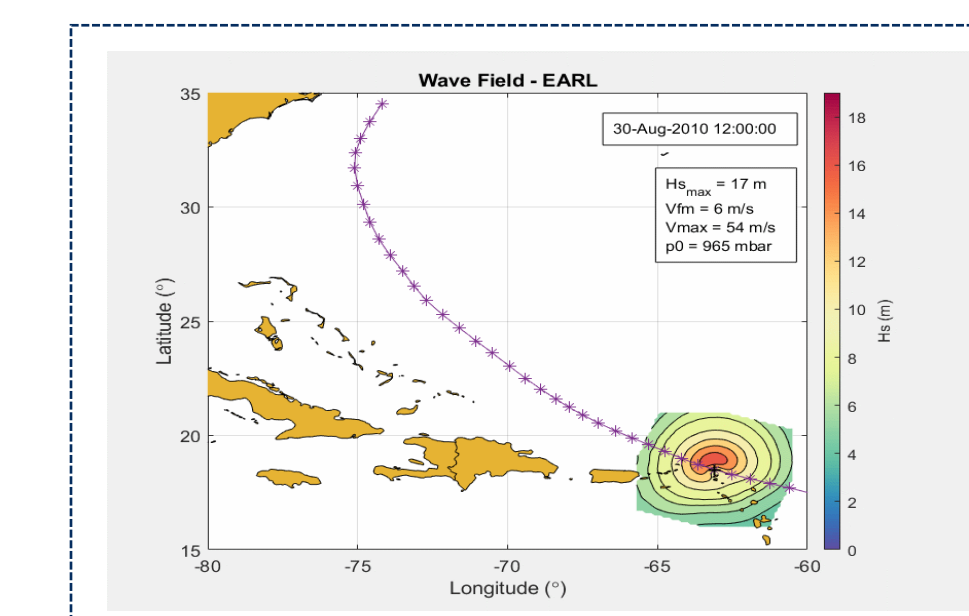 Wave Field - EARL
35
30
25
20
15
Latitude (°)
30-Aug-2010 12:00:00
Hsmax = 17 m
Vfm = 6 m/s
Vmax = 54 m/s
p0 = 965 mbar
-80
-75
-70
-65
-60
Longitude (°)
18
16
14
12
10
8
6
4
2
0
Hs (m)